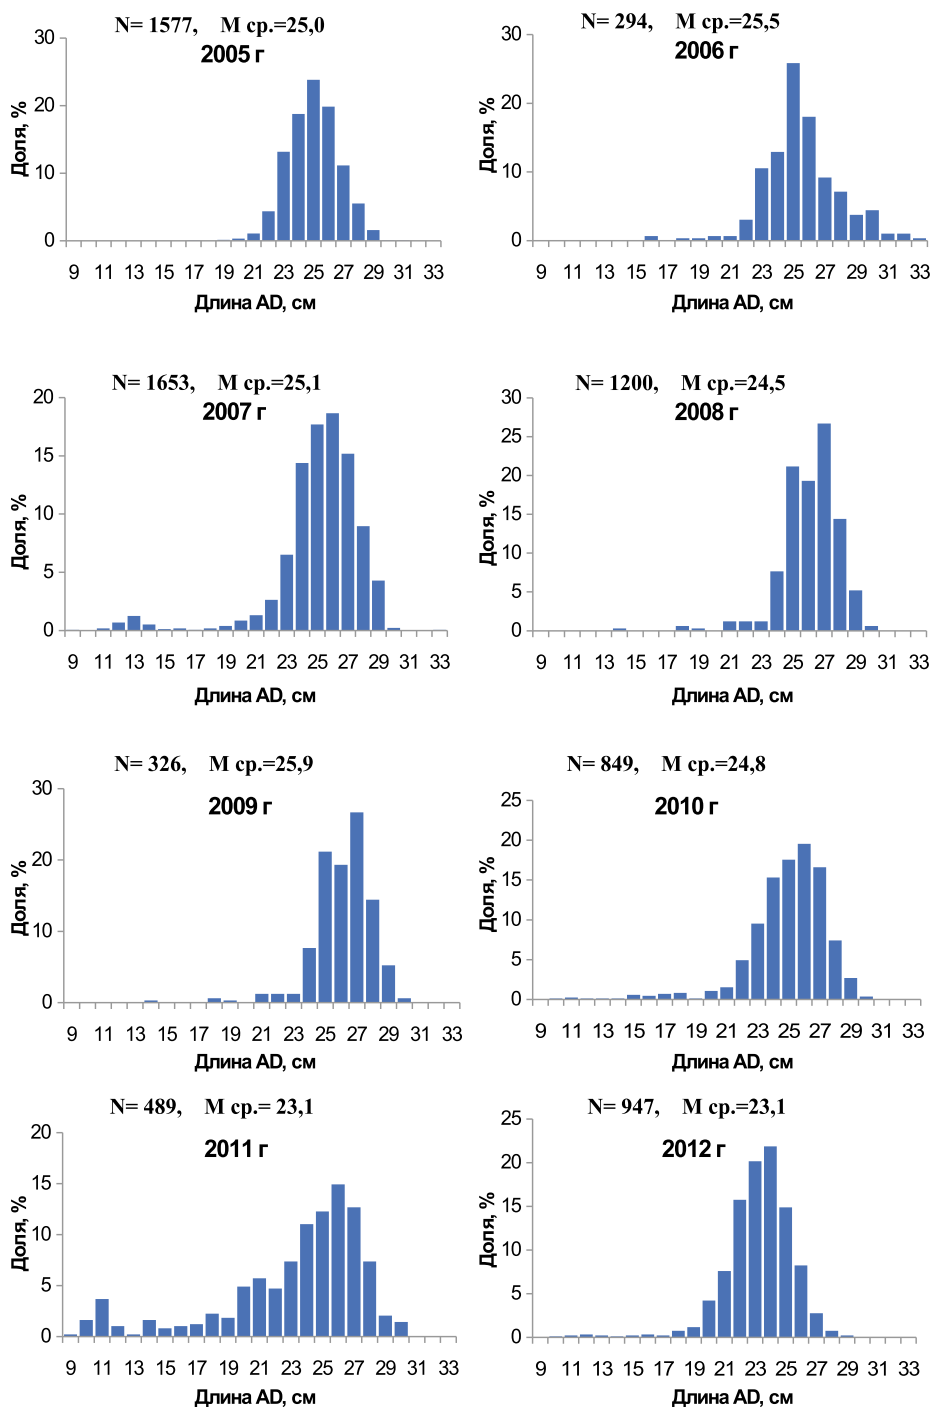 N= 1577, М ср.=25,0
2005 г
Доля, %
30
20
10
0
9 11 13 15 17 19 21 23 25 27 29 31 33
Длина AD, см
N= 294, М ср.=25,5
2006 г
Доля, %
30
20
10
0
9 11 13 15 17 19 21 23 25 27 29 31 33
Длина AD, см
N= 1653, М ср.=25,1
2007 г
Доля, %
20
15
10
5
0
9 11 13 15 17 19 21 23 25 27 29 31 33
Длина AD, см
N= 1200, М ср.=24,5
2008 г
Доля, %
30
25
20
10
5
0
9 11 13 15 17 19 21 23 25 27 29 31 33
Длина AD, см
N= 326, М ср.=25,9
2009 г
Доля, %
30
20
10
0
9 11 13 15 17 19 21 23 25 27 29 31 33
Длина AD, см
N= 849, М ср.=24,8
2010 г
Доля, %
25
20
15
10
5
0
9 11 13 15 17 19 21 23 25 27 29 31 33
Длина AD, см
N= 489, М ср.= 23,1
2011 г
Доля, %
20
15
10
5
0
9 11 13 15 17 19 21 23 25 27 29 31 33
Длина AD, см
N= 947, М ср.=23,1
2012 г
Доля, %
25
20
15
10
5
0
9 11 13 15 17 19 21 23 25 27 29 31 33
Длина AD, см